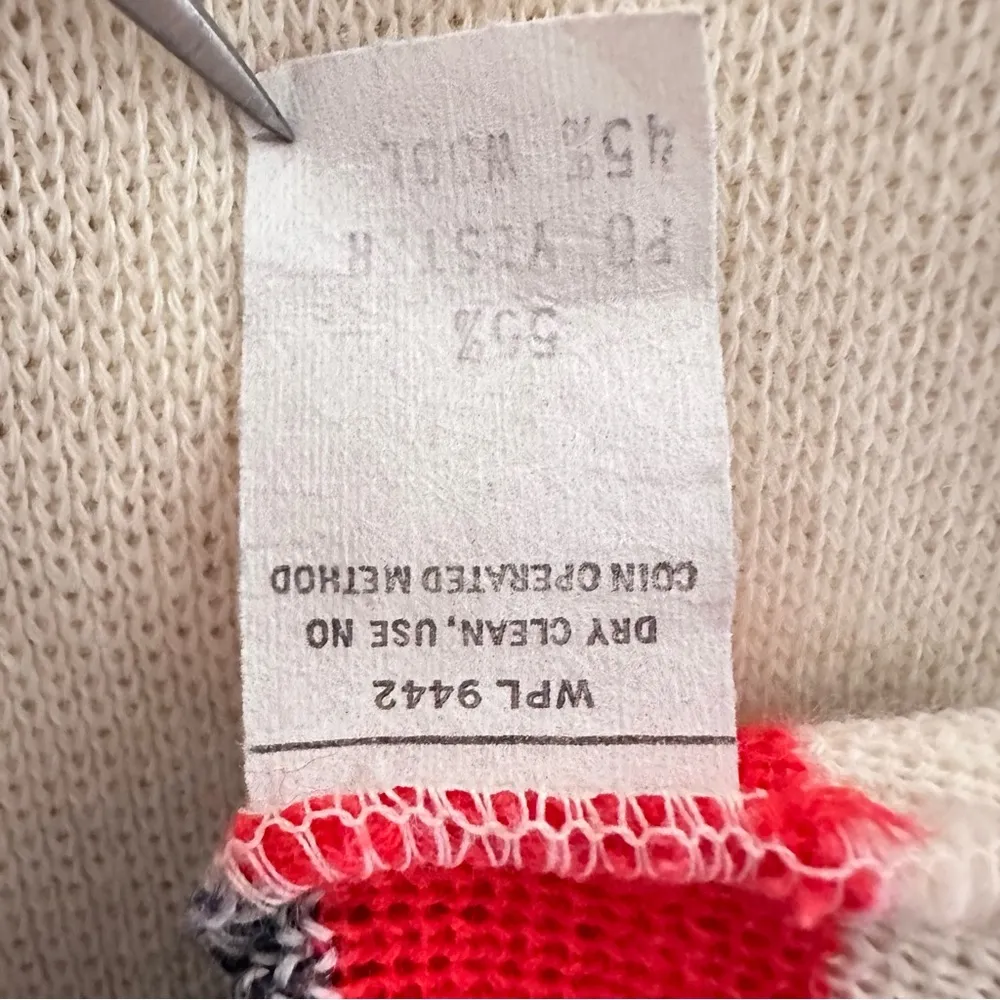 WPL 9442
DRY CLEAN, USE NO
COIN OPERATED METHOD
55%
POLYESTER
45% WOOL